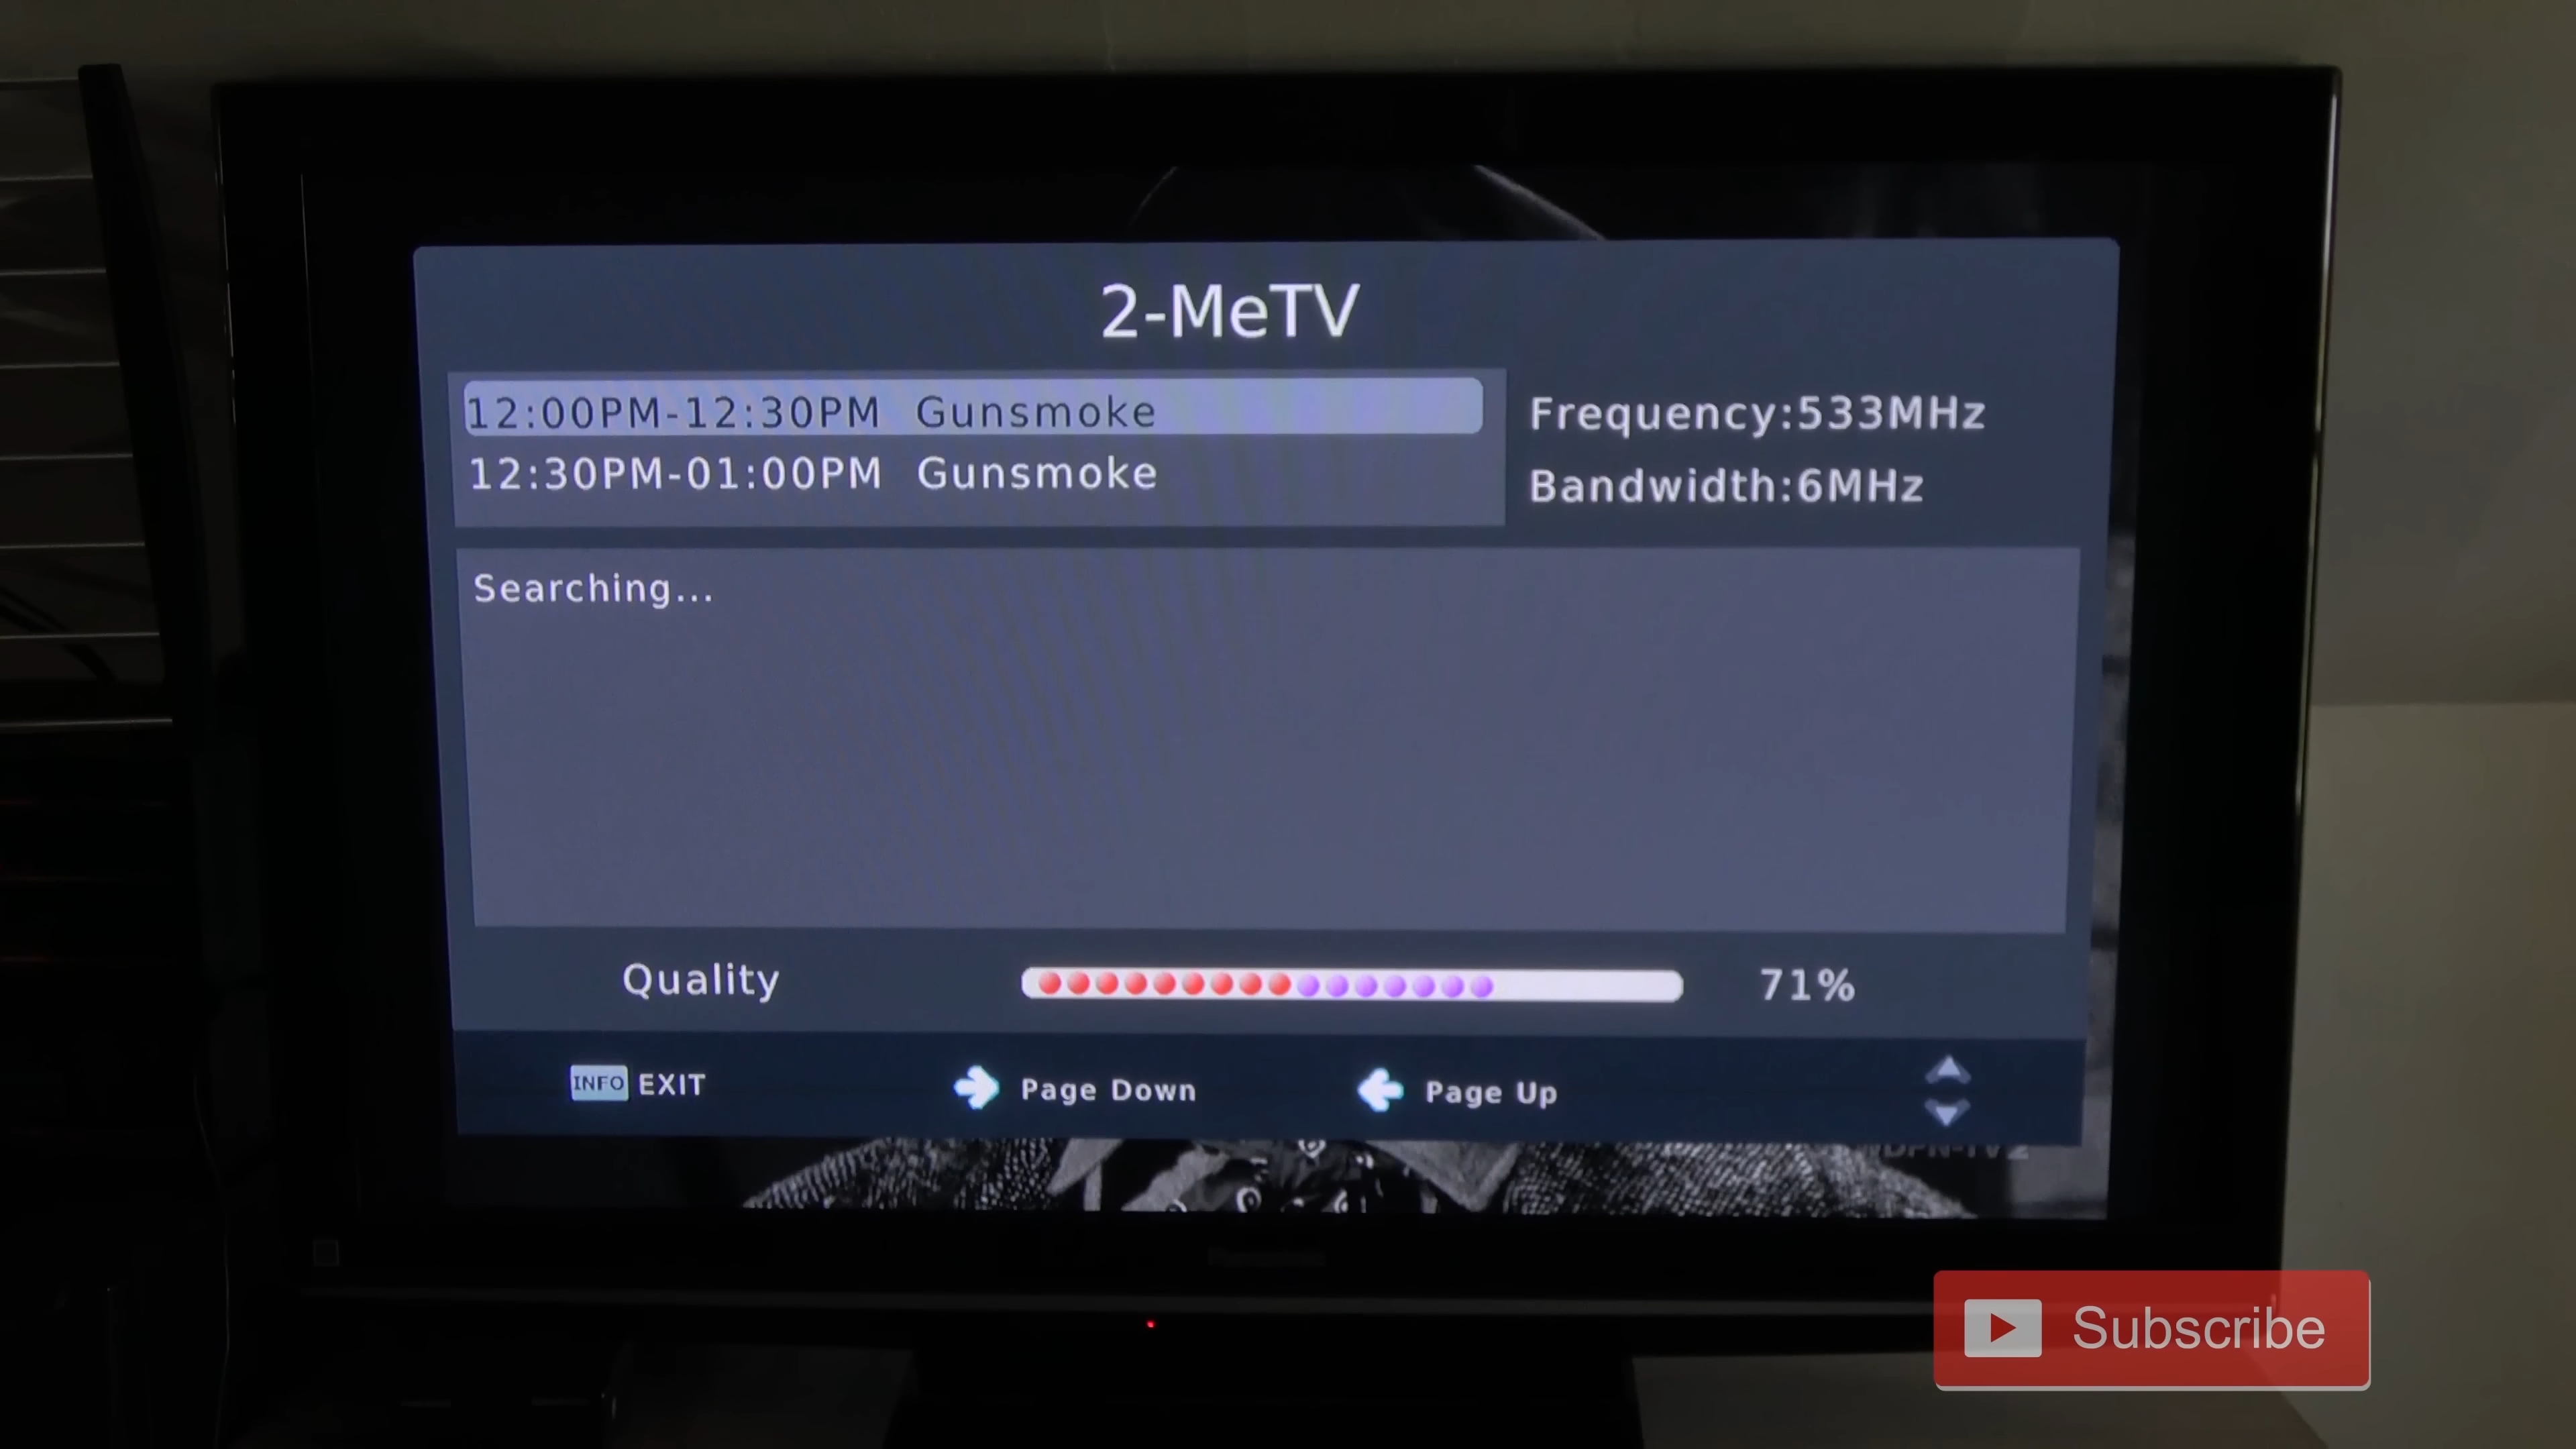 2-MeTV
12:00PM-12:30PM Gunsmoke
12:30PM-01:00PM Gunsmoke
Frequency:533MHz
Bandwidth:6MHz
Searching...
Quality 71%
INFO EXIT Page Down Page Up
Subscribe